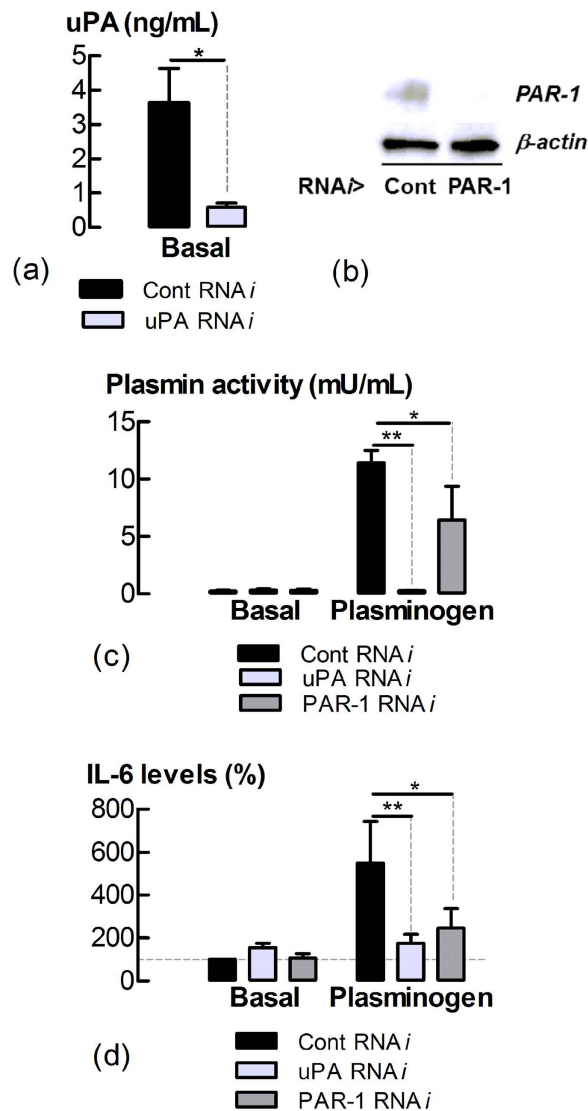 uPA (ng/mL)
*
5
4
3
2
1
0
Basal
(a)
Cont RNAi
uPA RNAi
PAR-1
β-actin
RNAi> Cont PAR-1
(b)
Plasmin activity (mU/mL)
15
10
5
0
*
**
Basal Plasminogen
(c)
Cont RNAi
uPA RNAi
PAR-1 RNAi
IL-6 levels (%)
800
600
400
200
0
*
**
Basal Plasminogen
(d)
Cont RNAi
uPA RNAi
PAR-1 RNAi